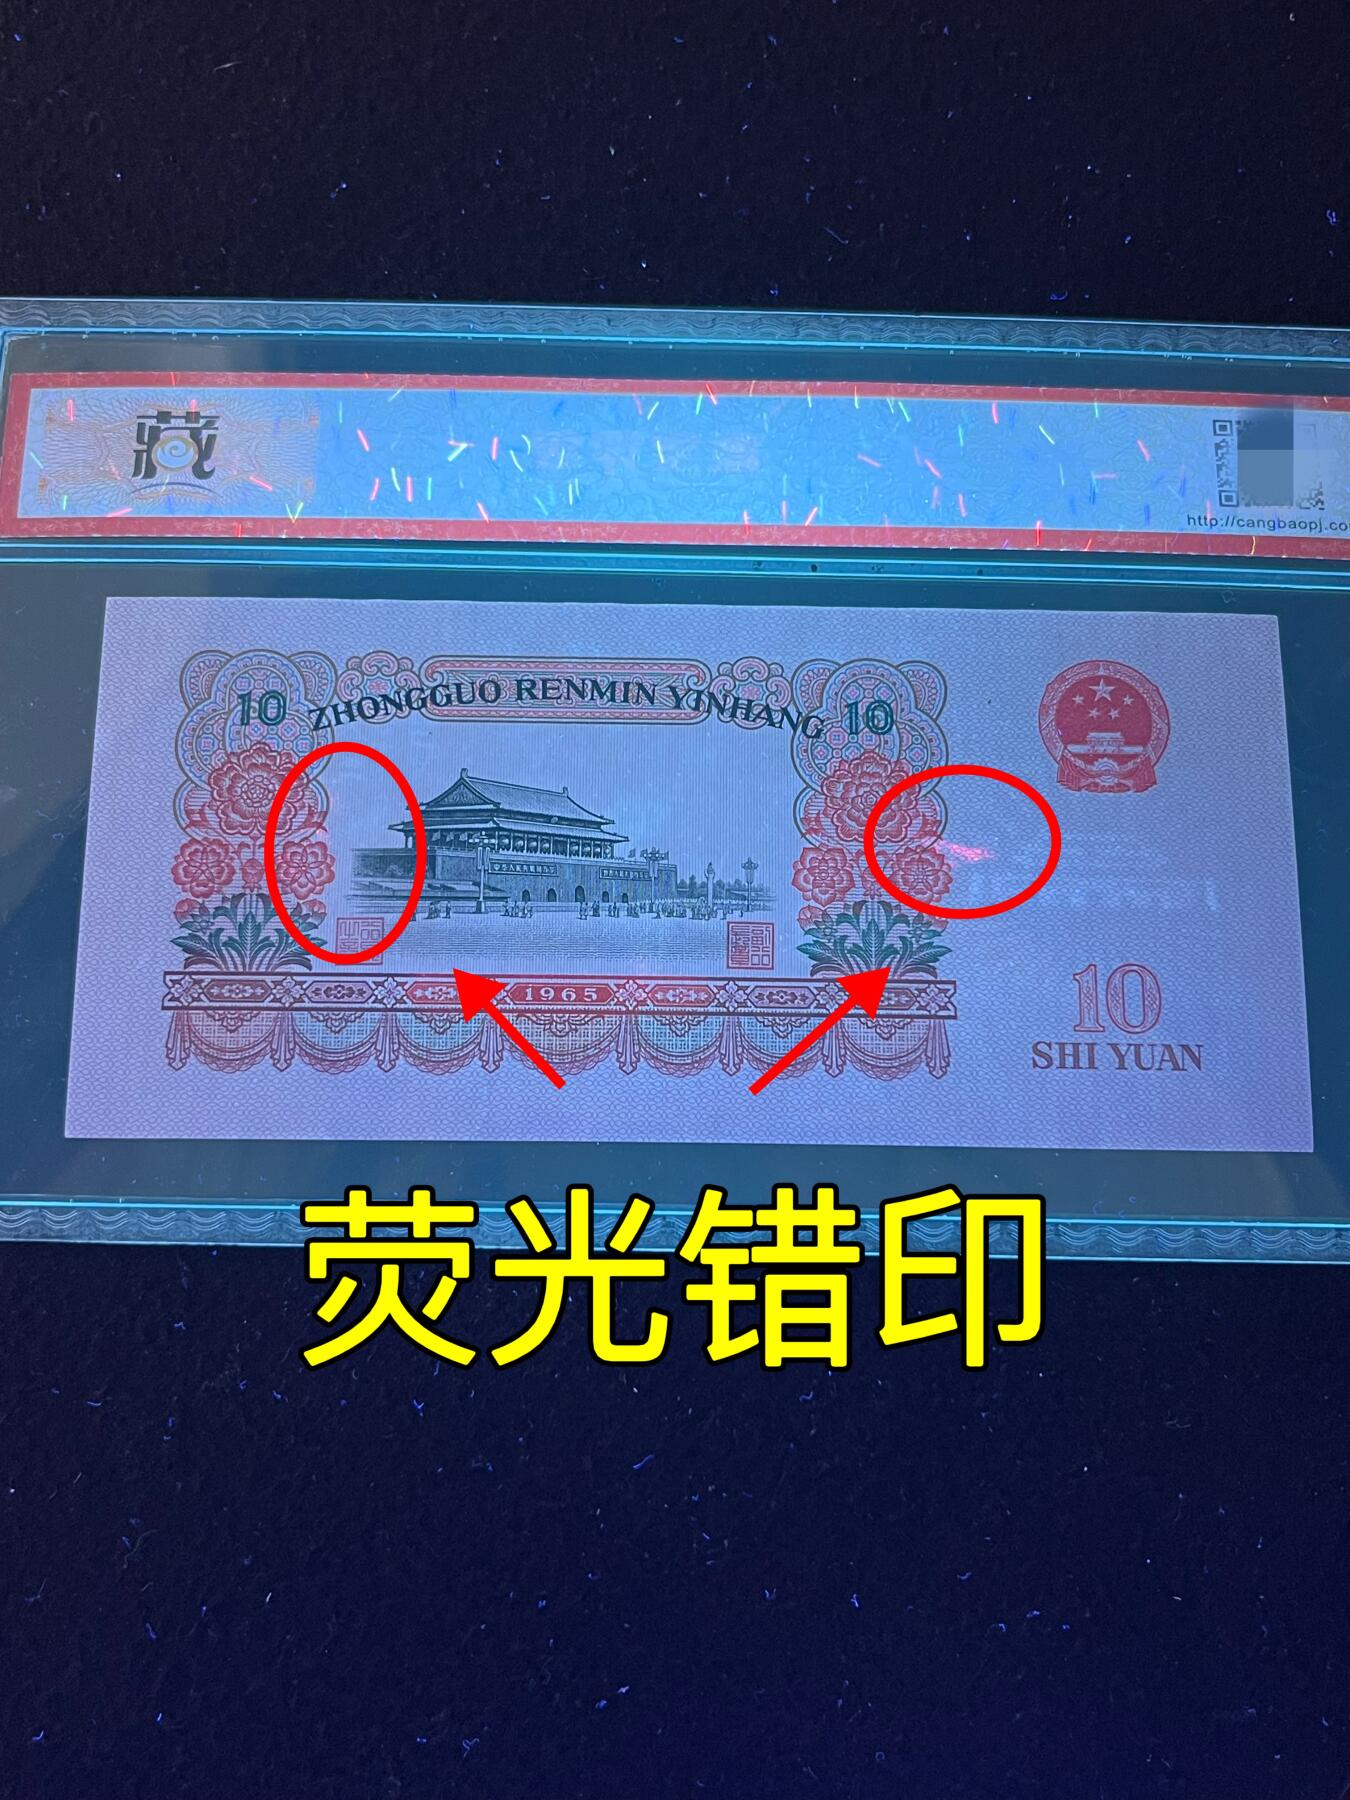 藏
http://cangbaopj.co
10 ZHONGGUO RENMIN YINHANG 10
1965
10
SHI YUAN
荧光错印